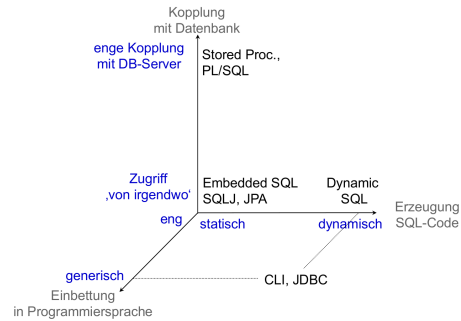 Kopplung
mit Datenbank
enge Kopplung
mit DB-Server
Stored Proc.,
PL/SQL
Zugriff
‚von irgendwo‘
Embedded SQL
SQLJ, JPA
Dynamic
SQL
Erzeugung
SQL-Code
eng
statisch
dynamisch
generisch
CLI, JDBC
Einbettung
in Programmiersprache